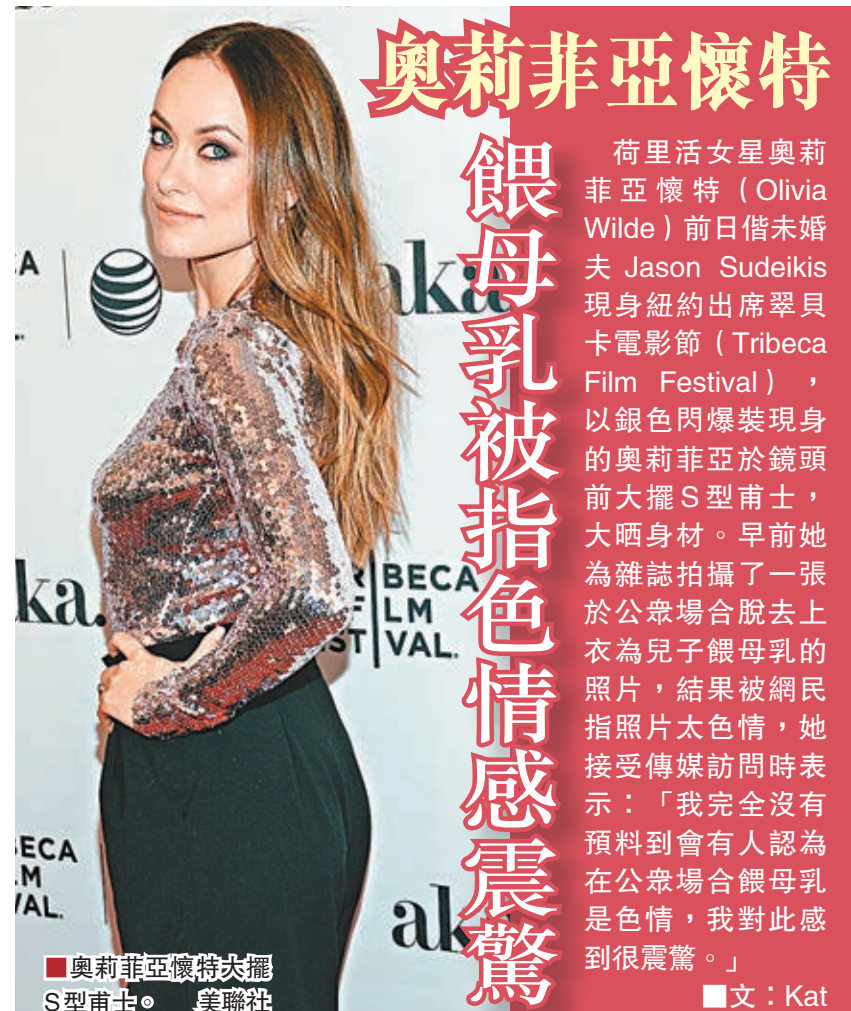 奧莉菲亞懷特
餵母乳被指色情感震驚
荷里活女星奧莉
菲亞懷特（Olivia
Wilde）前日偕未婚
夫 Jason Sudeikis
現身紐約出席翠貝
卡電影節（Tribeca
Film Festival），
以銀色閃爆裝現身
的奧莉菲亞於鏡頭
前大擺S型甫士，
大晒身材。早前她
為雜誌拍攝了一張
於公眾場合脫去上
衣為兒子餵母乳的
照片，結果被網民
指照片太色情，她
接受傳媒訪問時表
示：「我完全沒有
預料到會有人認為
在公眾場合餵母乳
是色情，我對此感
到很震驚。」
■文：Kat
■奧莉菲亞懷特大擺
S型甫士。 美聯社
A
aka
ka.
BECA
LM
ST VAL.
ECA
M
VAL.
ak